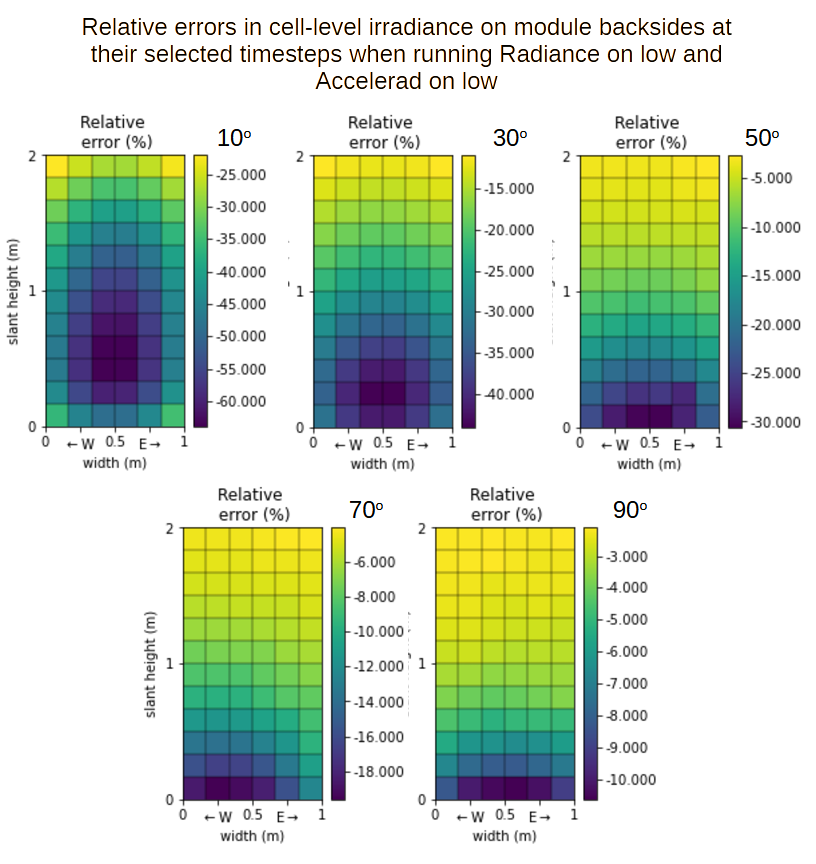 Relative errors in cell-level irradiance on module backsides at
their selected timesteps when running Radiance on low and
Accelerad on low
Relative
error (%)
10º
2
1
0
slant height (m)
0 ←W 0.5 E→ 1
width (m)
-25.000
-30.000
-35.000
-40.000
-45.000
-50.000
-55.000
-60.000
Relative
error (%)
30º
2
1
0
0 ←W 0.5 E→ 1
width (m)
-15.000
-20.000
-25.000
-30.000
-35.000
-40.000
Relative
error (%)
50º
2
1
0
0 ←W 0.5 E→ 1
width (m)
-5.000
-10.000
-15.000
-20.000
-25.000
-30.000
Relative
error (%)
70º
2
1
0
slant height (m)
0 ←W 0.5 E→ 1
width (m)
-6.000
-8.000
-10.000
-12.000
-14.000
-16.000
-18.000
Relative
error (%)
90º
2
1
0
0 ←W 0.5 E→ 1
width (m)
-3.000
-4.000
-5.000
-6.000
-7.000
-8.000
-9.000
-10.000